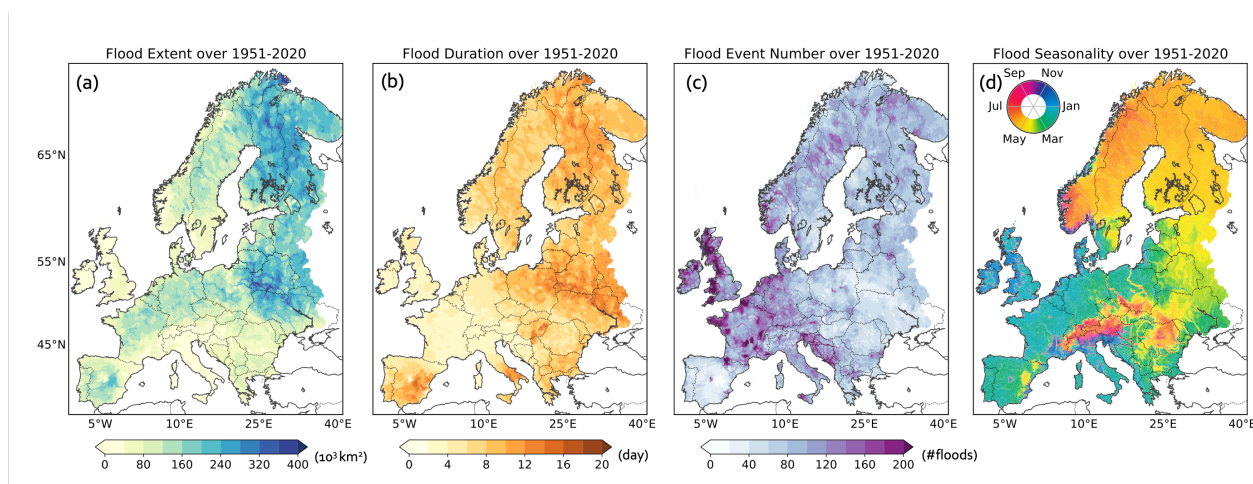 Flood Extent over 1951-2020
(a)
65°N
55°N
45°N
5°W 10°E 25°E 40°E
0 80 160 240 320 400 (10³km²)
Flood Duration over 1951-2020
(b)
5°W 10°E 25°E 40°E
0 4 8 12 16 20 (day)
Flood Event Number over 1951-2020
(c)
5°W 10°E 25°E 40°E
0 40 80 120 160 200 (#floods)
Flood Seasonality over 1951-2020
(d)
Sep Nov
Jul Jan
May Mar
5°W 10°E 25°E 40°E